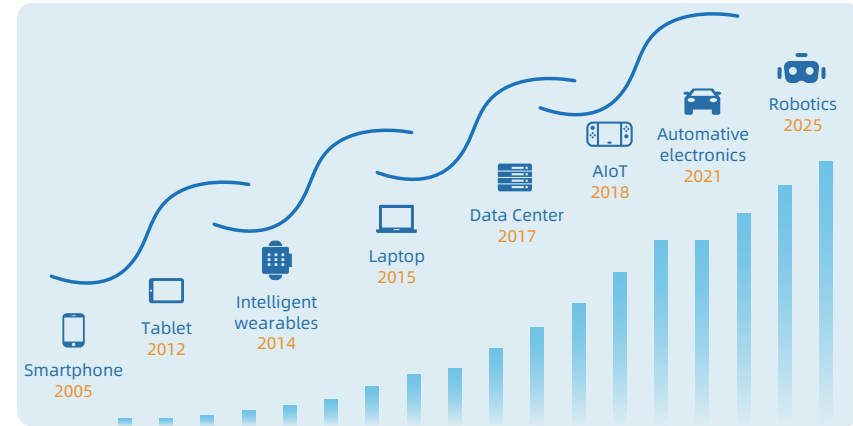 Smartphone
2005
Tablet
2012
Intelligent
wearables
2014
Laptop
2015
Data Center
2017
AIoT
2018
Automative
electronics
2021
Robotics
2025